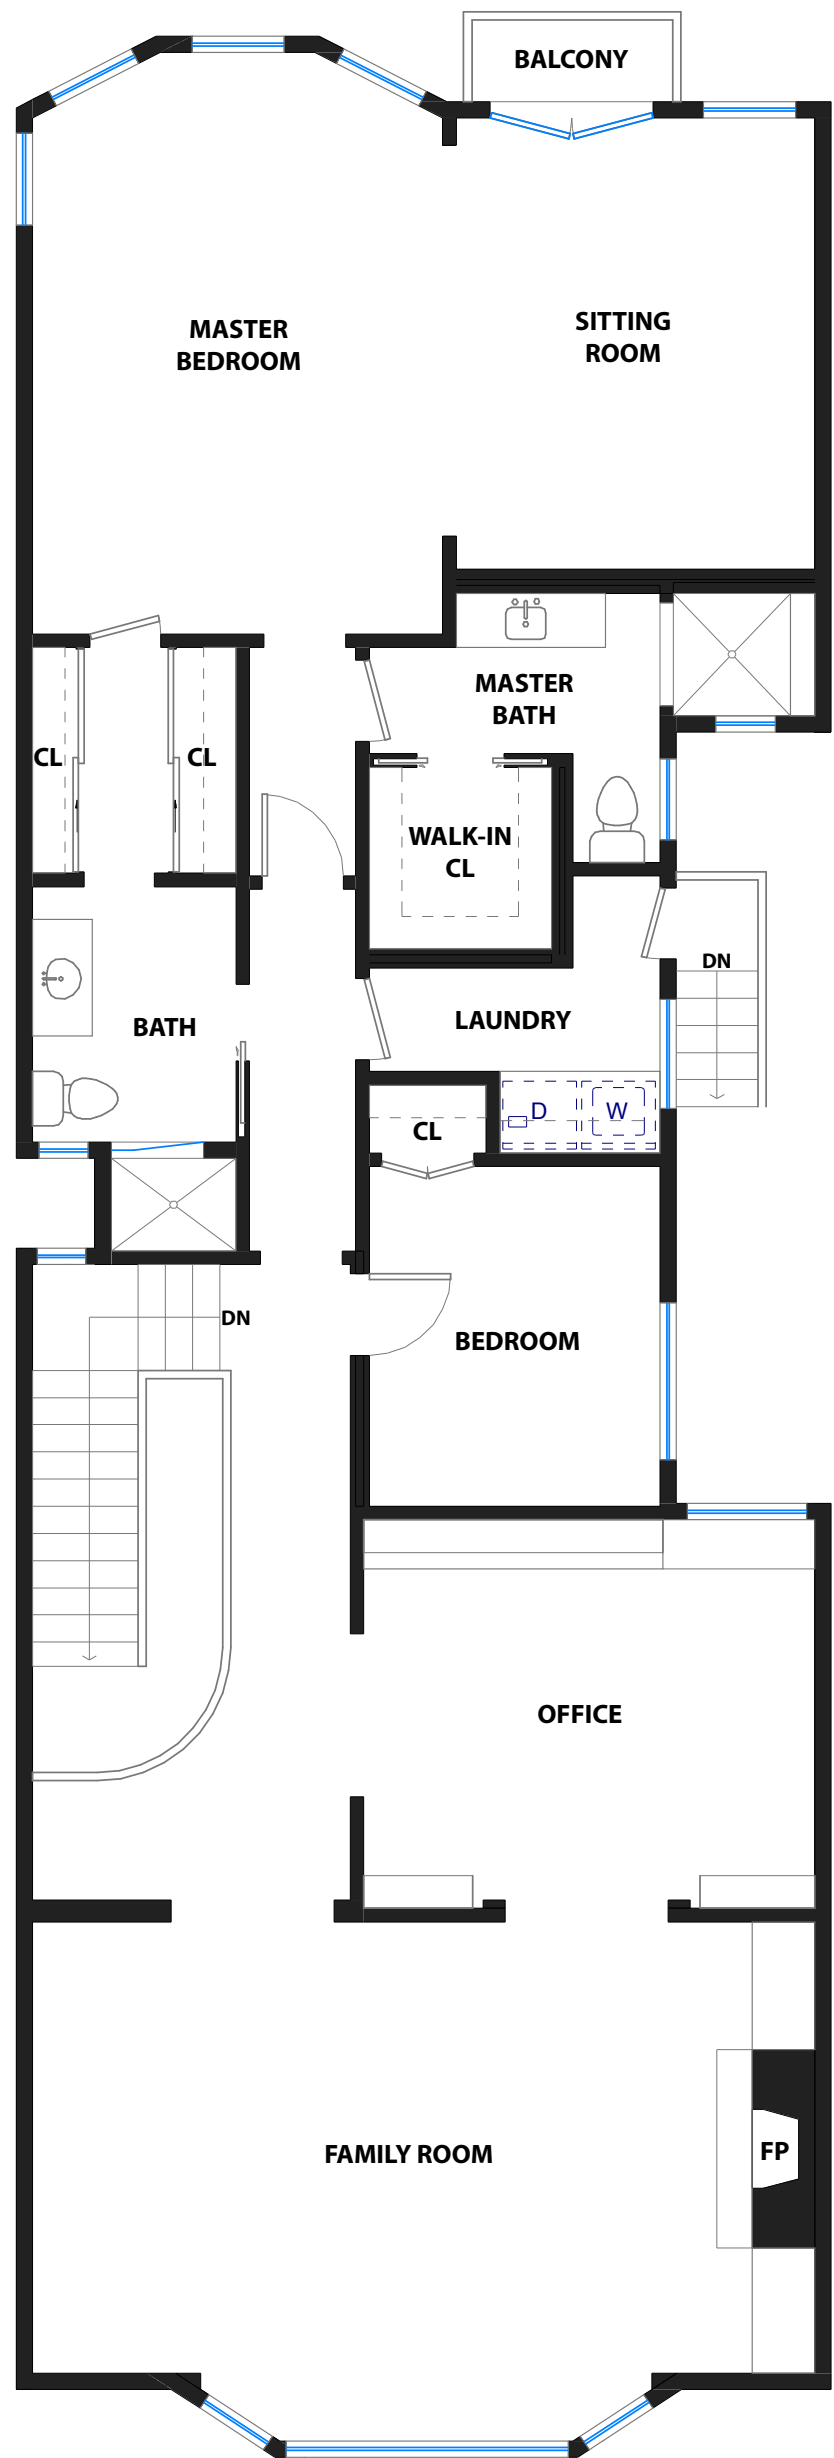 BALCONY
MASTER
BEDROOM
SITTING
ROOM
MASTER
BATH
CL
CL
WALK-IN
CL
DN
BATH
LAUNDRY
D
W
CL
DN
BEDROOM
OFFICE
FAMILY ROOM
FP